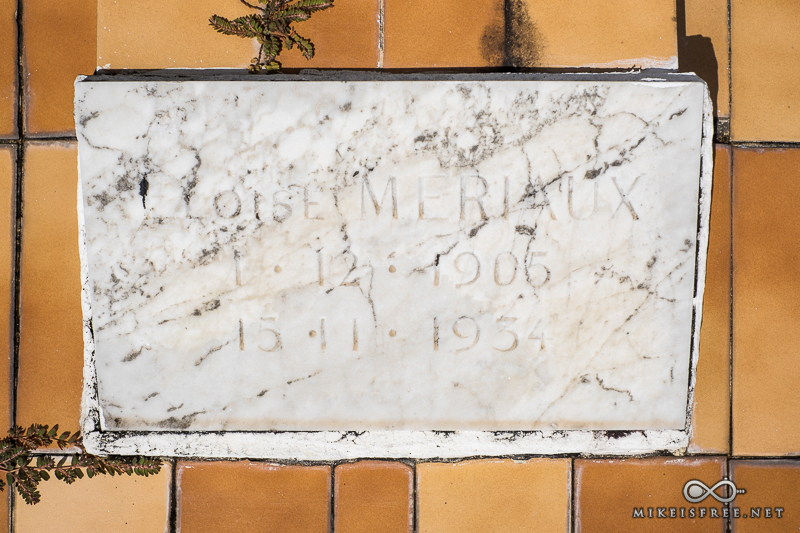 ELOISE MERIAUX
1 · 12 · 1905
15 · 11 · 1934
MIKEISFREE.NET